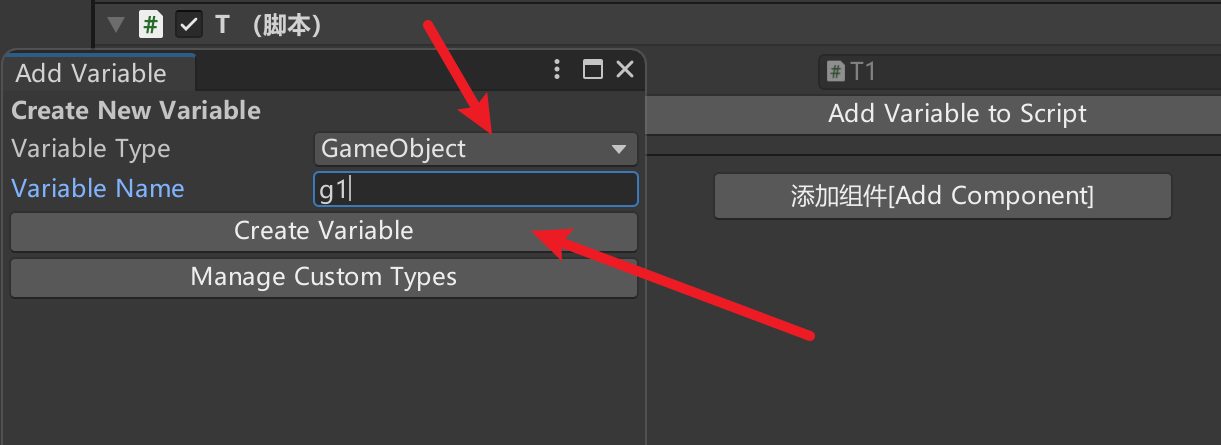 # T (脚本)
Add Variable
# T1
Create New Variable
Add Variable to Script
Variable Type GameObject
Variable Name g1
添加组件[Add Component]
Create Variable
Manage Custom Types